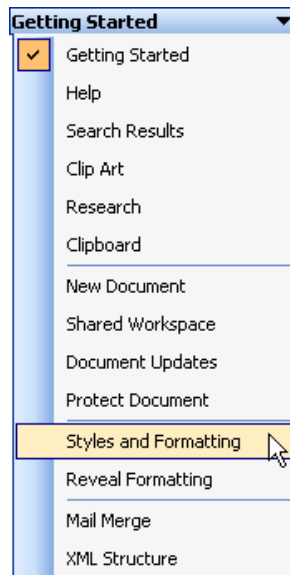 Getting Started
Getting Started
Help
Search Results
Clip Art
Research
Clipboard
New Document
Shared Workspace
Document Updates
Protect Document
Styles and Formatting
Reveal Formatting
Mail Merge
XML Structure